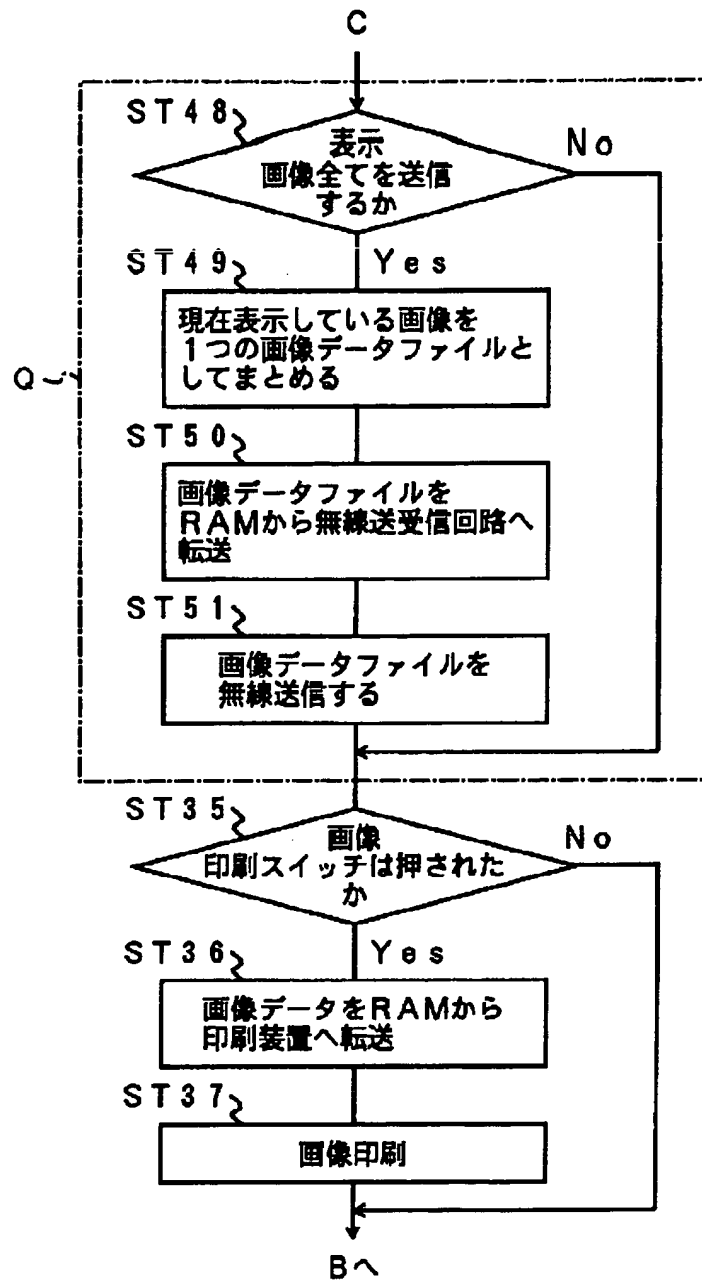 C
ST48
表示
画像全てを送信
するか
No
Yes
ST49
現在表示している画像を
1つの画像データファイルと
してまとめる
Q
ST50
画像データファイルを
RAMから無線送受信回路へ
転送
ST51
画像データファイルを
無線送信する
ST35
画像
印刷スイッチは押された
か
No
Yes
ST36
画像データをRAMから
印刷装置へ転送
ST37
画像印刷
Bへ